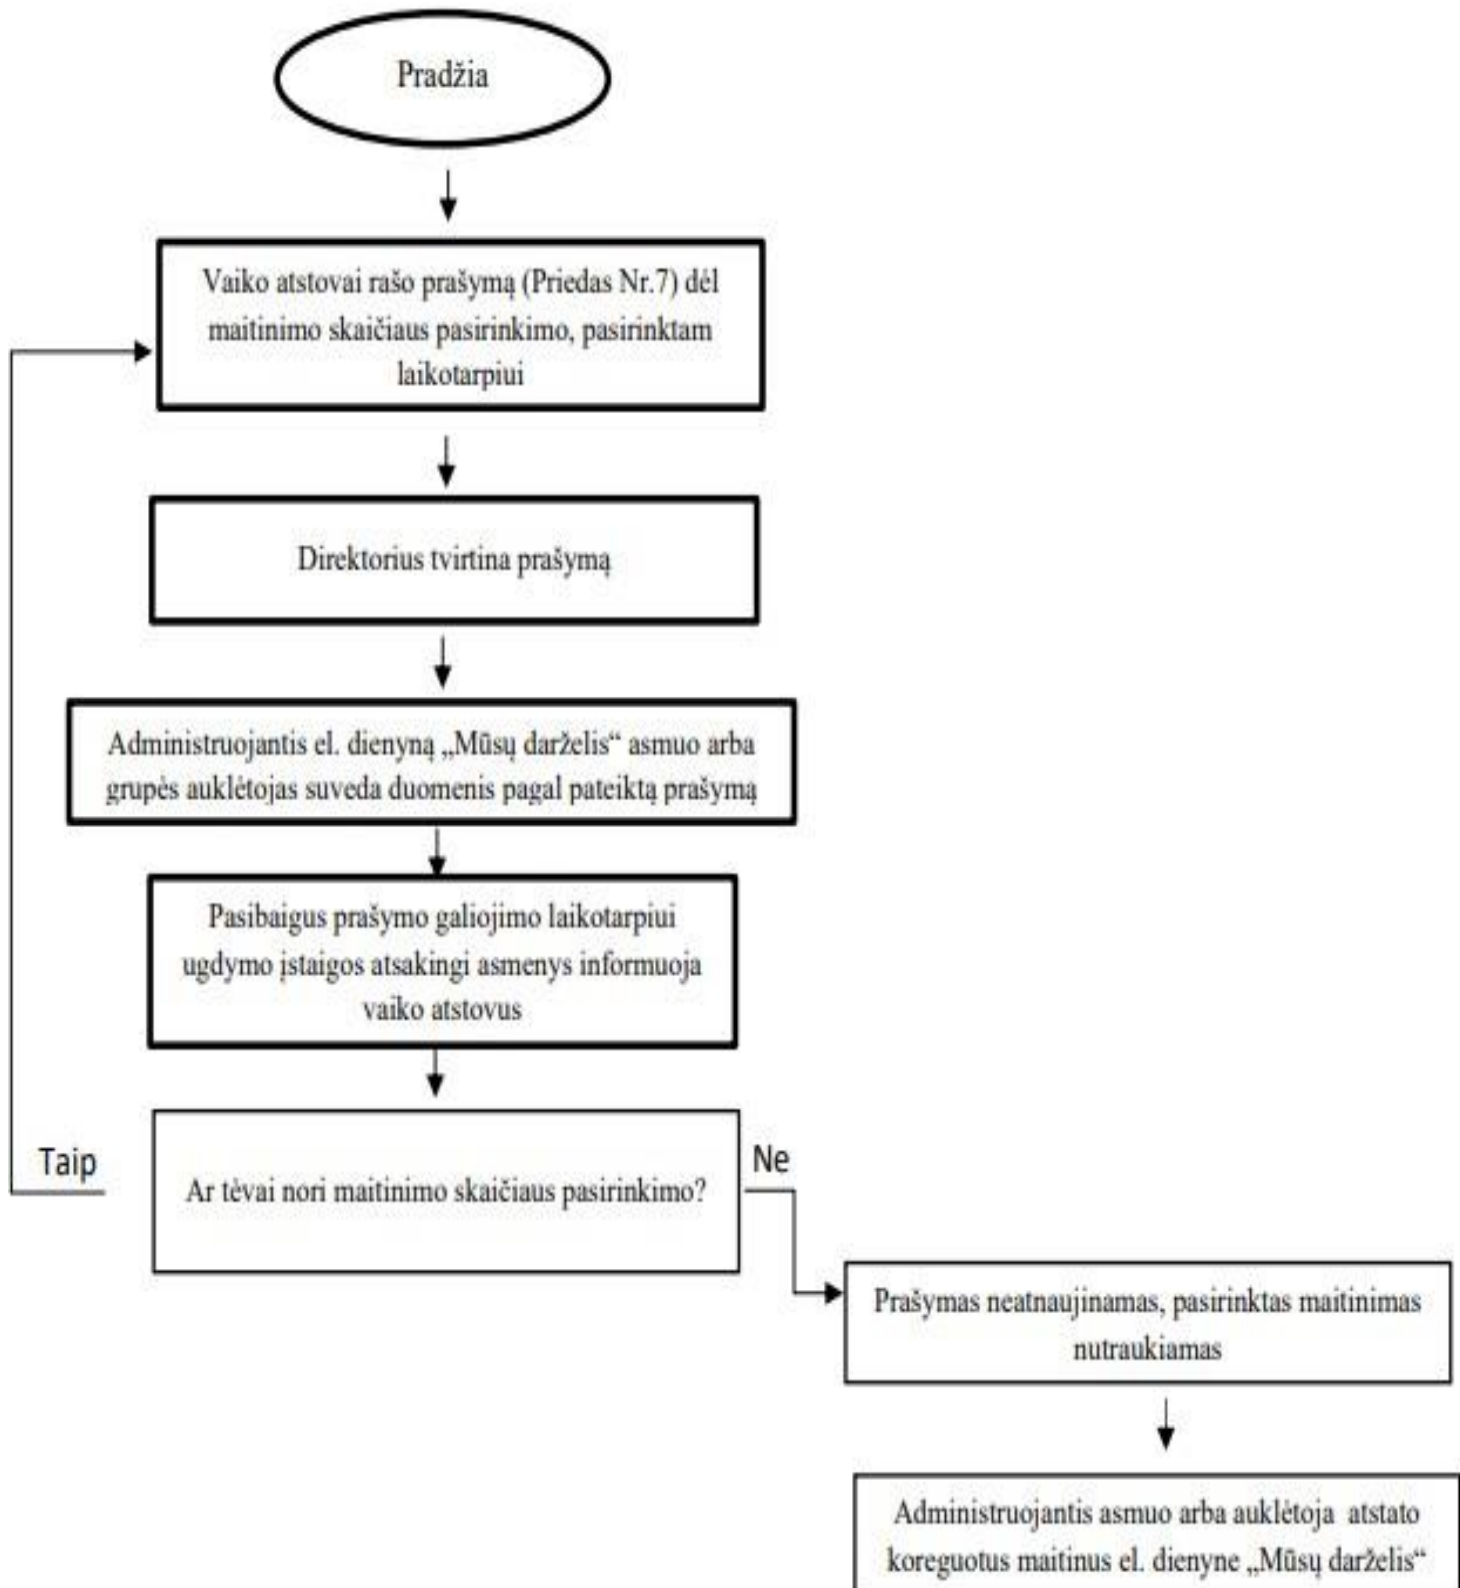 Pradžia
Vaiko atstovai rašo prašymą (Priedas Nr.7) dėl
maitinimo skaičiaus pasirinkimo, pasirinktam
laikotarpiui
Direktorius tvirtina prašymą
Administruojantis el. dienyną „Mūsų darželis“ asmuo arba
grupės auklėtojas suveda duomenis pagal pateiktą prašymą
Pasibaigus prašymo galiojimo laikotarpiui
ugdymo įstaigos atsakingi asmenys informuoja
vaiko atstovus
Taip
Ar tėvai nori maitinimo skaičiaus pasirinkimo?
Ne
Prašymas neatnaujinamas, pasirinktas maitinimas
nutraukiamas
Administruojantis asmuo arba auklėtoja atstato
koreguotus maitinus el. dienyne „Mūsų darželis“